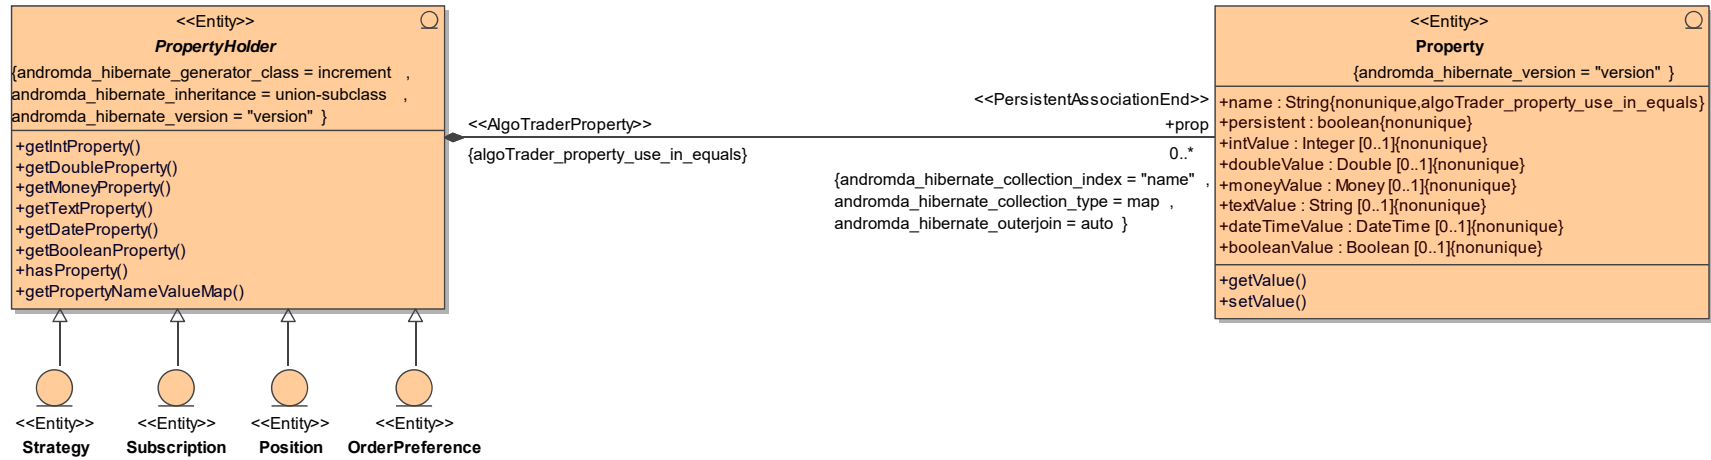 <<Entity>>
PropertyHolder
{andromda_hibernate_generator_class = increment ,
andromda_hibernate_inheritance = union-subclass ,
andromda_hibernate_version = "version" }
+getIntProperty()
+getDoubleProperty()
+getMoneyProperty()
+getTextProperty()
+getDateProperty()
+getBooleanProperty()
+hasProperty()
+getPropertyNameValueMap()
<<AlgoTraderProperty>>
{algoTrader_property_use_in_equals}
<<PersistentAssociationEnd>>
+prop
0..*
{andromda_hibernate_collection_index = "name" ,
andromda_hibernate_collection_type = map ,
andromda_hibernate_outerjoin = auto }
<<Entity>>
Property
{andromda_hibernate_version = "version" }
+name : String{nonunique,algoTrader_property_use_in_equals}
+persistent : boolean{nonunique}
+intValue : Integer [0..1]{nonunique}
+doubleValue : Double [0..1]{nonunique}
+moneyValue : Money [0..1]{nonunique}
+textValue : String [0..1]{nonunique}
+dateTimeValue : DateTime [0..1]{nonunique}
+booleanValue : Boolean [0..1]{nonunique}
+getValue()
+setValue()
<<Entity>>
Strategy
<<Entity>>
Subscription
<<Entity>>
Position
<<Entity>>
OrderPreference